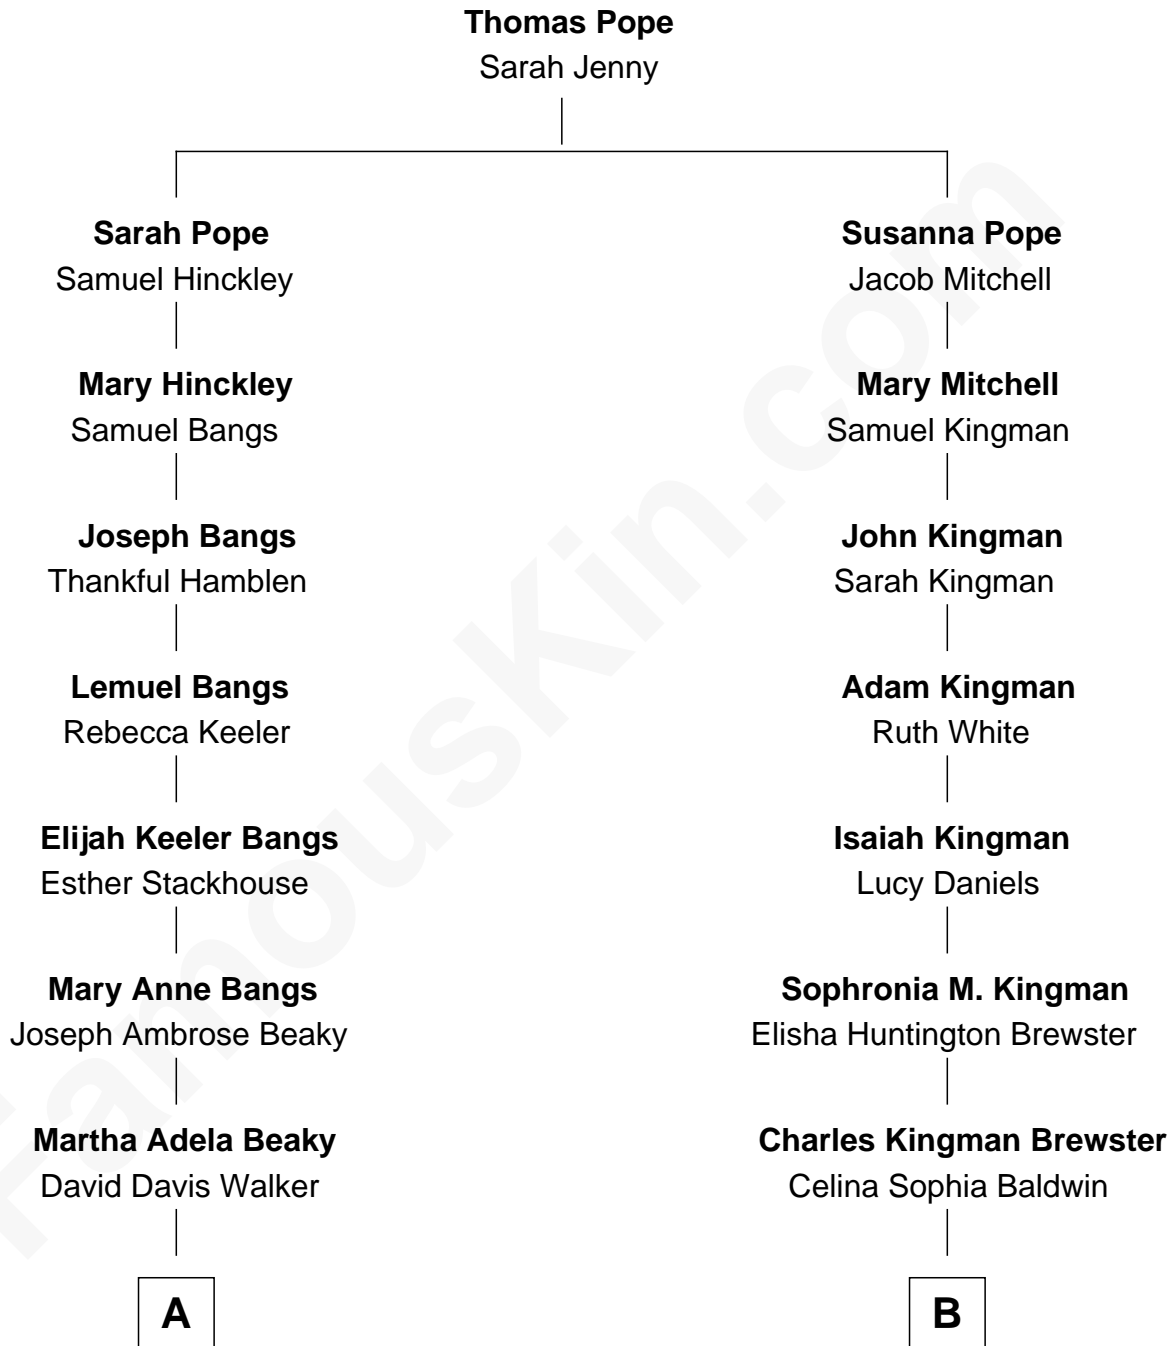 Thomas Pope
Sarah Jenny
Sarah Pope
Samuel Hinckley
Susanna Pope
Jacob Mitchell
Mary Hinckley
Samuel Bangs
Mary Mitchell
Samuel Kingman
Joseph Bangs
Thankful Hamblen
John Kingman
Sarah Kingman
Lemuel Bangs
Rebecca Keeler
Adam Kingman
Ruth White
Elijah Keeler Bangs
Esther Stackhouse
Isaiah Kingman
Lucy Daniels
Mary Anne Bangs
Joseph Ambrose Beaky
Sophronia M. Kingman
Elisha Huntington Brewster
Martha Adela Beaky
David Davis Walker
Charles Kingman Brewster
Celina Sophia Baldwin
A
B
FamousKin.com